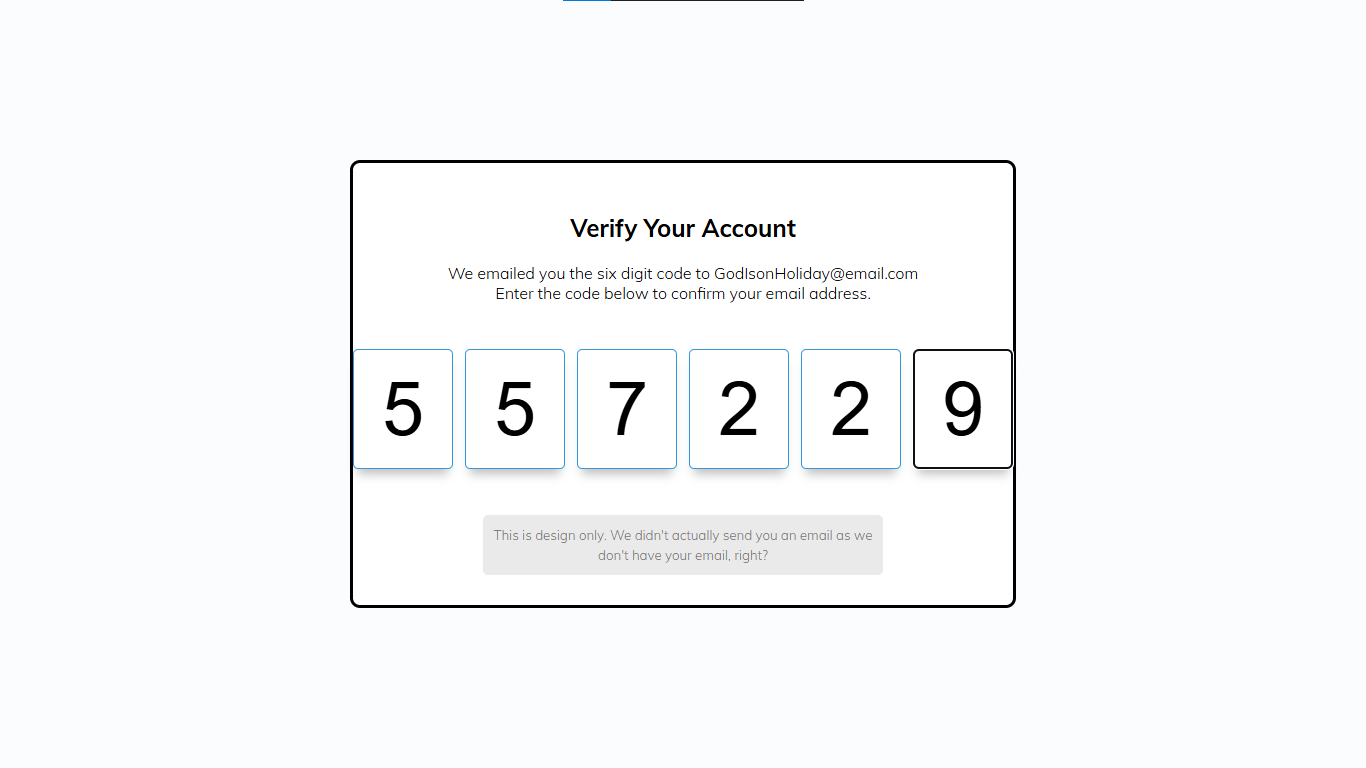 Verify Your Account
We emailed you the six digit code to GodIsonHoliday@email.com
Enter the code below to confirm your email address.
5 5 7 2 2 9
This is design only. We didn't actually send you an email as we
don't have your email, right?